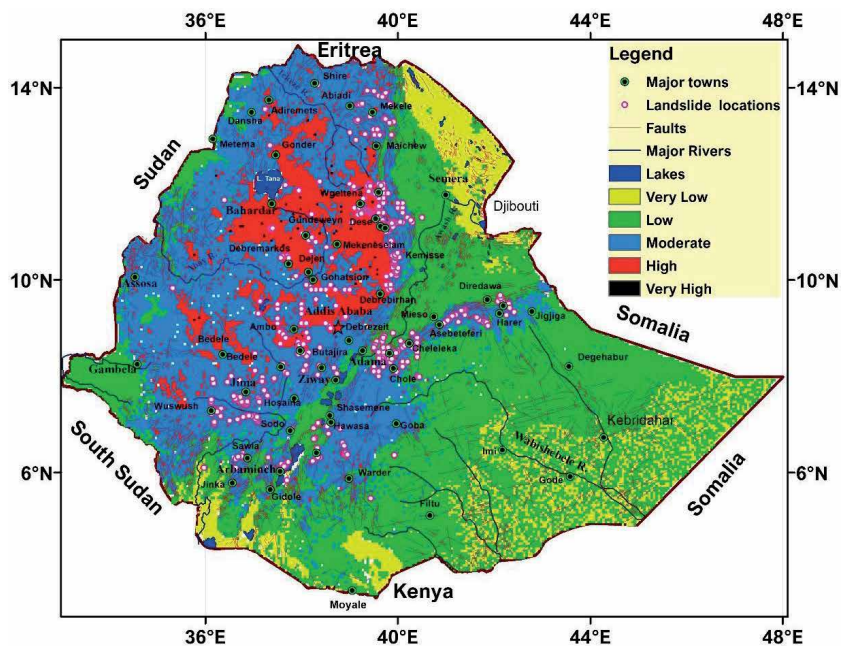 36°E
40°E
44°E
48°E
Eritrea
14°N
14°N
Legend
Major towns
Landslide locations
Faults
Major Rivers
Lakes
Very Low
Low
Moderate
High
Very High
Shire
Abiadi
Mekele
Adiremets
Dansha
Metema
Maichew
Gonder
Sudan
L. Tana
Semera
Wgeltena
Bahardar
Djibouti
Dese
Gundeweyn
Debremarkos
Mekeneselam
Dejen
Kemisse
10°N
10°N
Gohatsion
Assosa
Diredawa
Debrebirhan
Addis Ababa
Mieso
Harer
Jigjiga
Somalia
Ambo
Debrezeit
Asebeteferi
Bedele
Bedele
Butajira
Adama
Cheleleka
Degehabur
Gambela
Ziway
Chole
Jima
Hosaina
Wuswush
Shasemene
Kebridahar
Sodo
Hawasa
Goba
South Sudan
Sawla
Imi
Wabishebele R.
6°N
6°N
Arbaminch
Warder
Gode
Somalia
Jinka
Gidole
Filtu
Kenya
Moyale
36°E
40°E
44°E
48°E